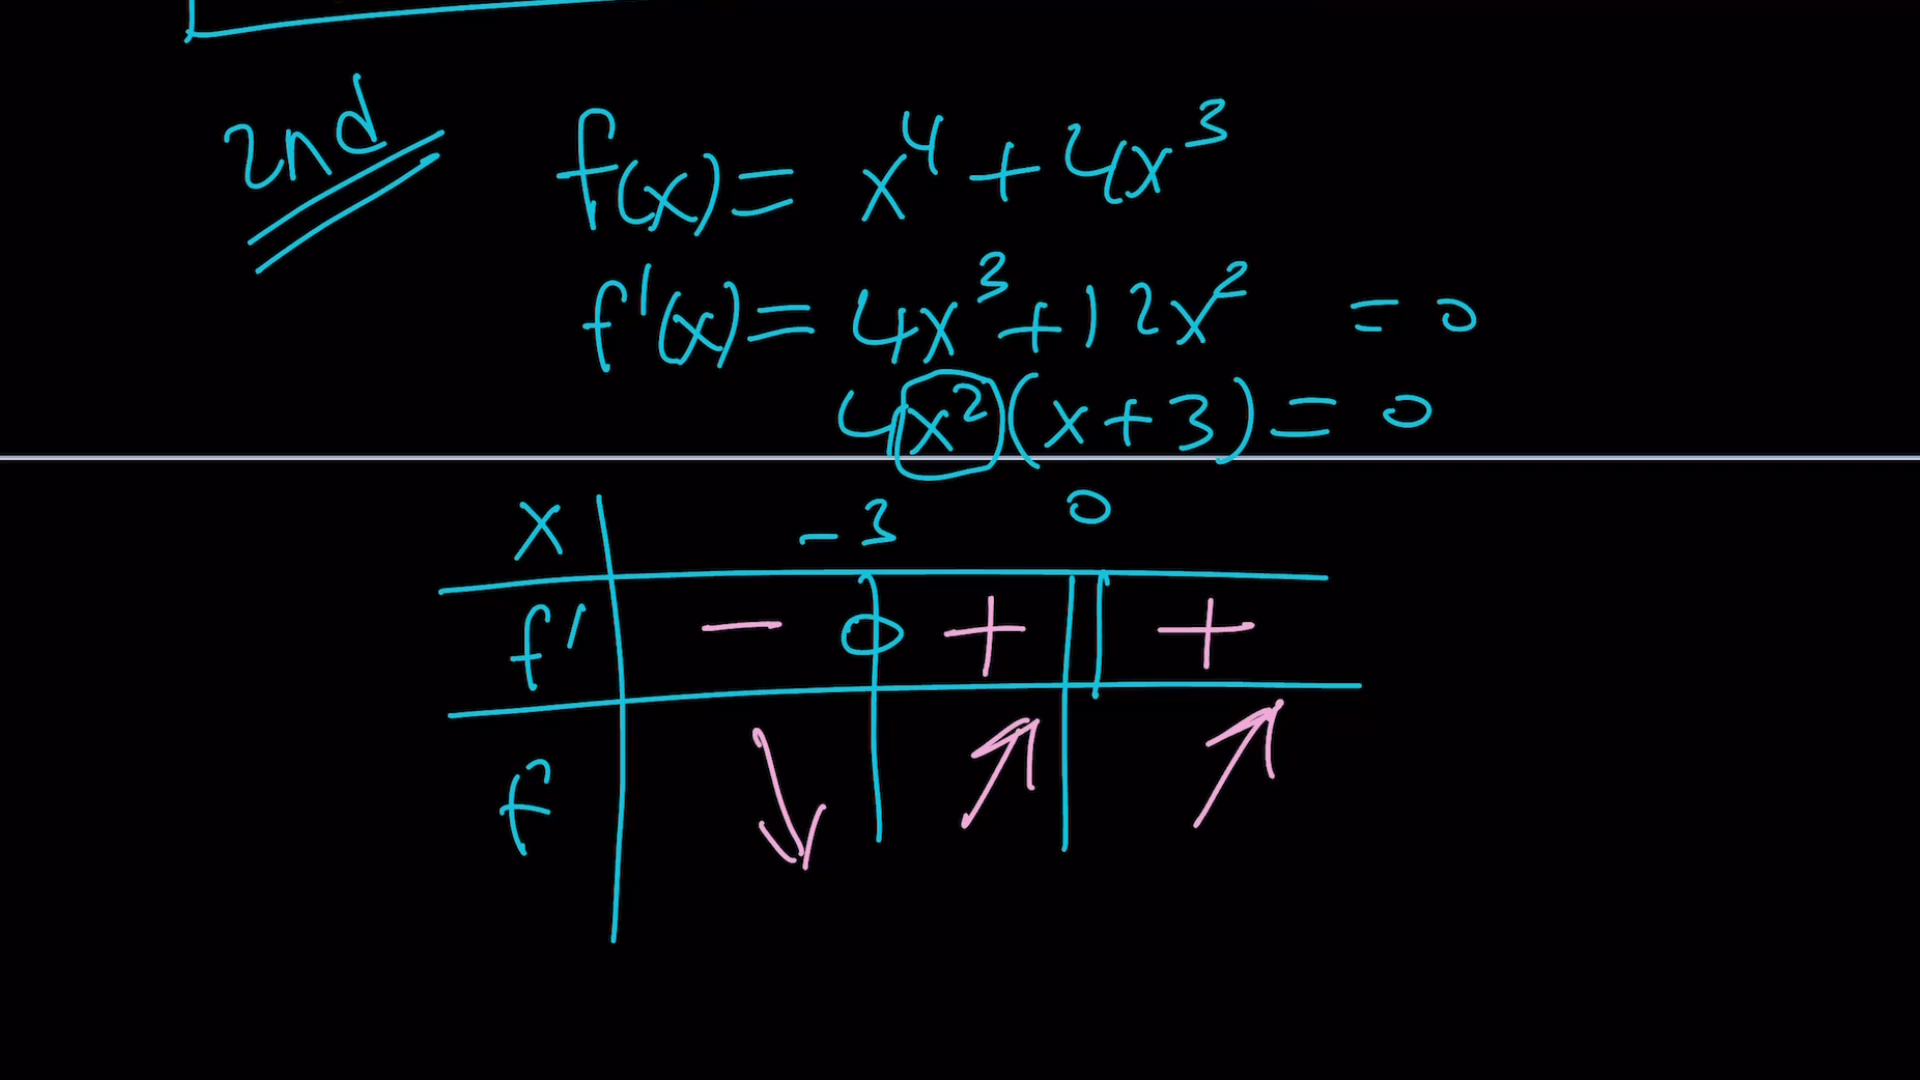 2nd
f(x) = x⁴ + 4x³
f'(x) = 4x³ + 12x² = 0
4x²(x+3) = 0
x -3 0
f' - 0 + +
f ↓ ↗ ↗